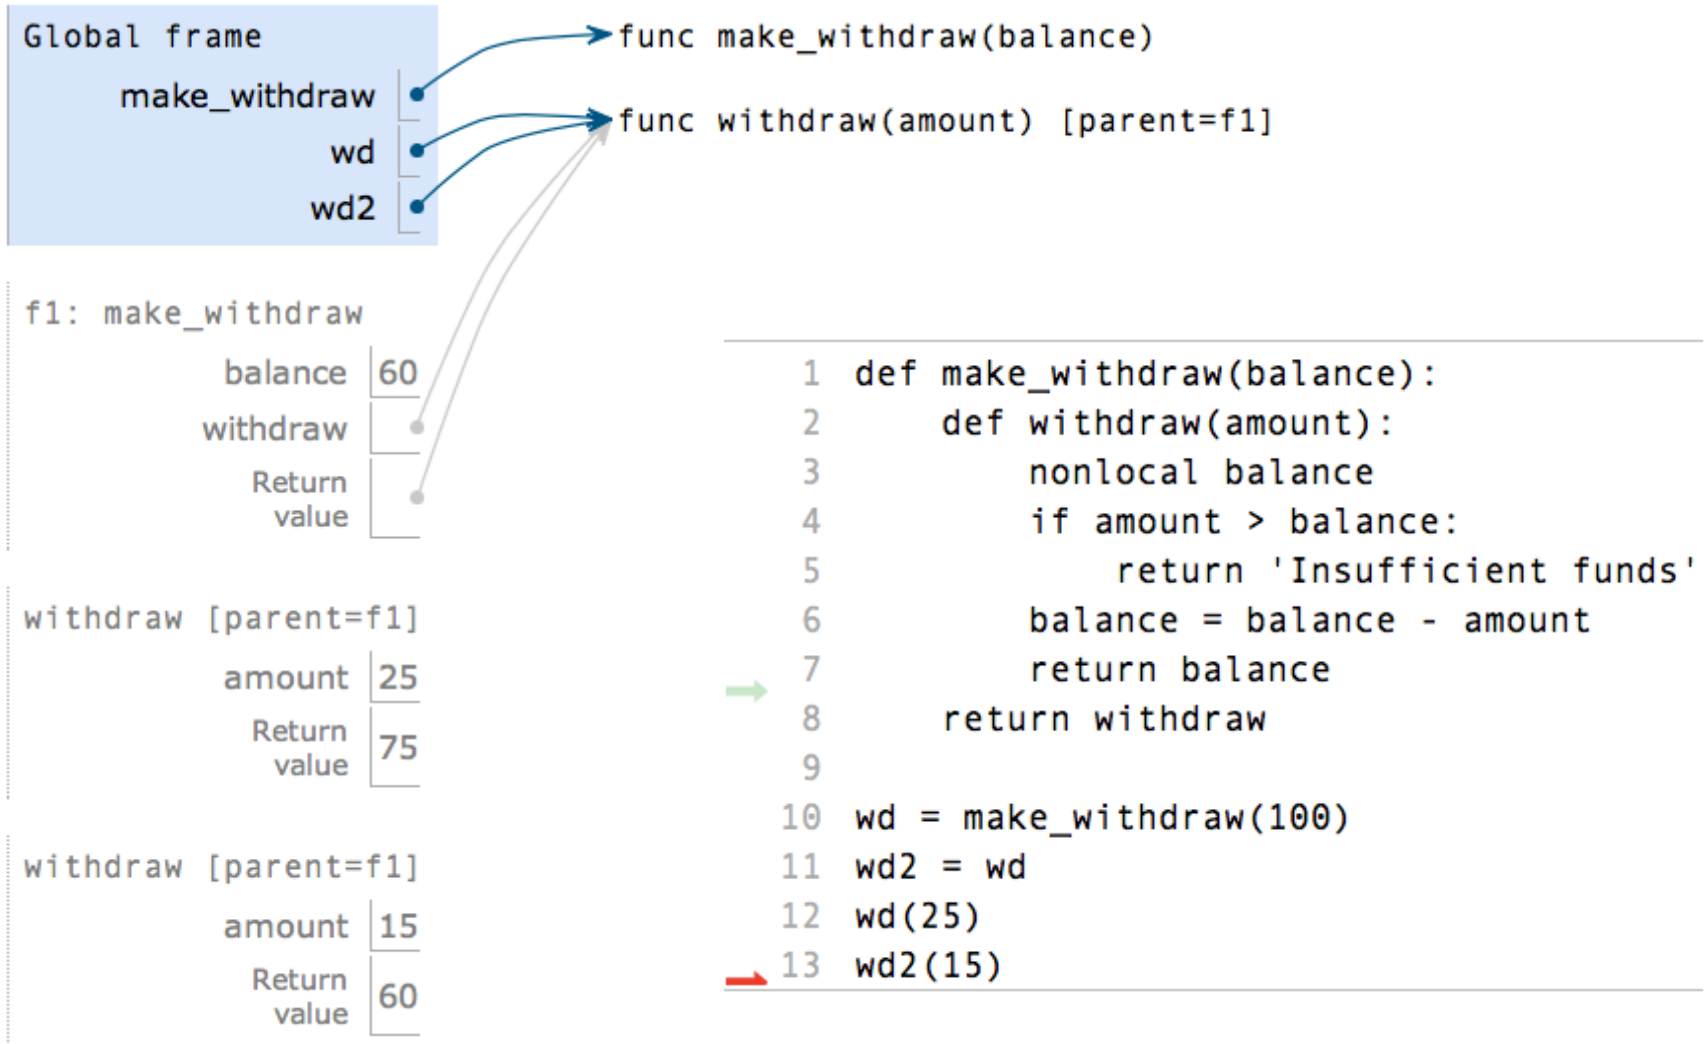 Global frame
make_withdraw
wd
wd2
func make_withdraw(balance)
func withdraw(amount) [parent=f1]
f1: make_withdraw
balance 60
withdraw
Return
value
withdraw [parent=f1]
amount 25
Return
value 75
withdraw [parent=f1]
amount 15
Return
value 60
1 def make_withdraw(balance):
2     def withdraw(amount):
3         nonlocal balance
4         if amount > balance:
5             return 'Insufficient funds'
6         balance = balance - amount
7         return balance
8     return withdraw
9
10 wd = make_withdraw(100)
11 wd2 = wd
12 wd(25)
13 wd2(15)